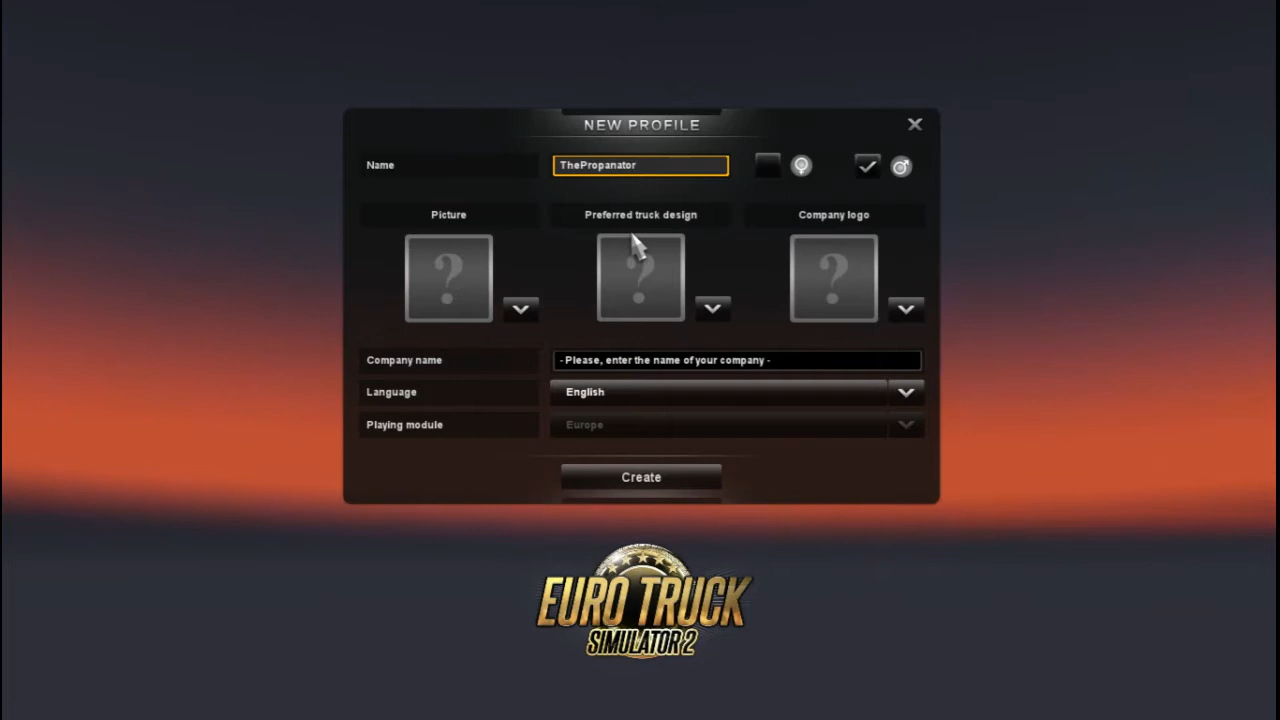 NEW PROFILE
Name
ThePropanator
Picture
Preferred truck design
Company logo
?
?
?
Company name
- Please, enter the name of your company -
Language
English
Playing module
Europe
Create
EURO TRUCK
SIMULATOR 2